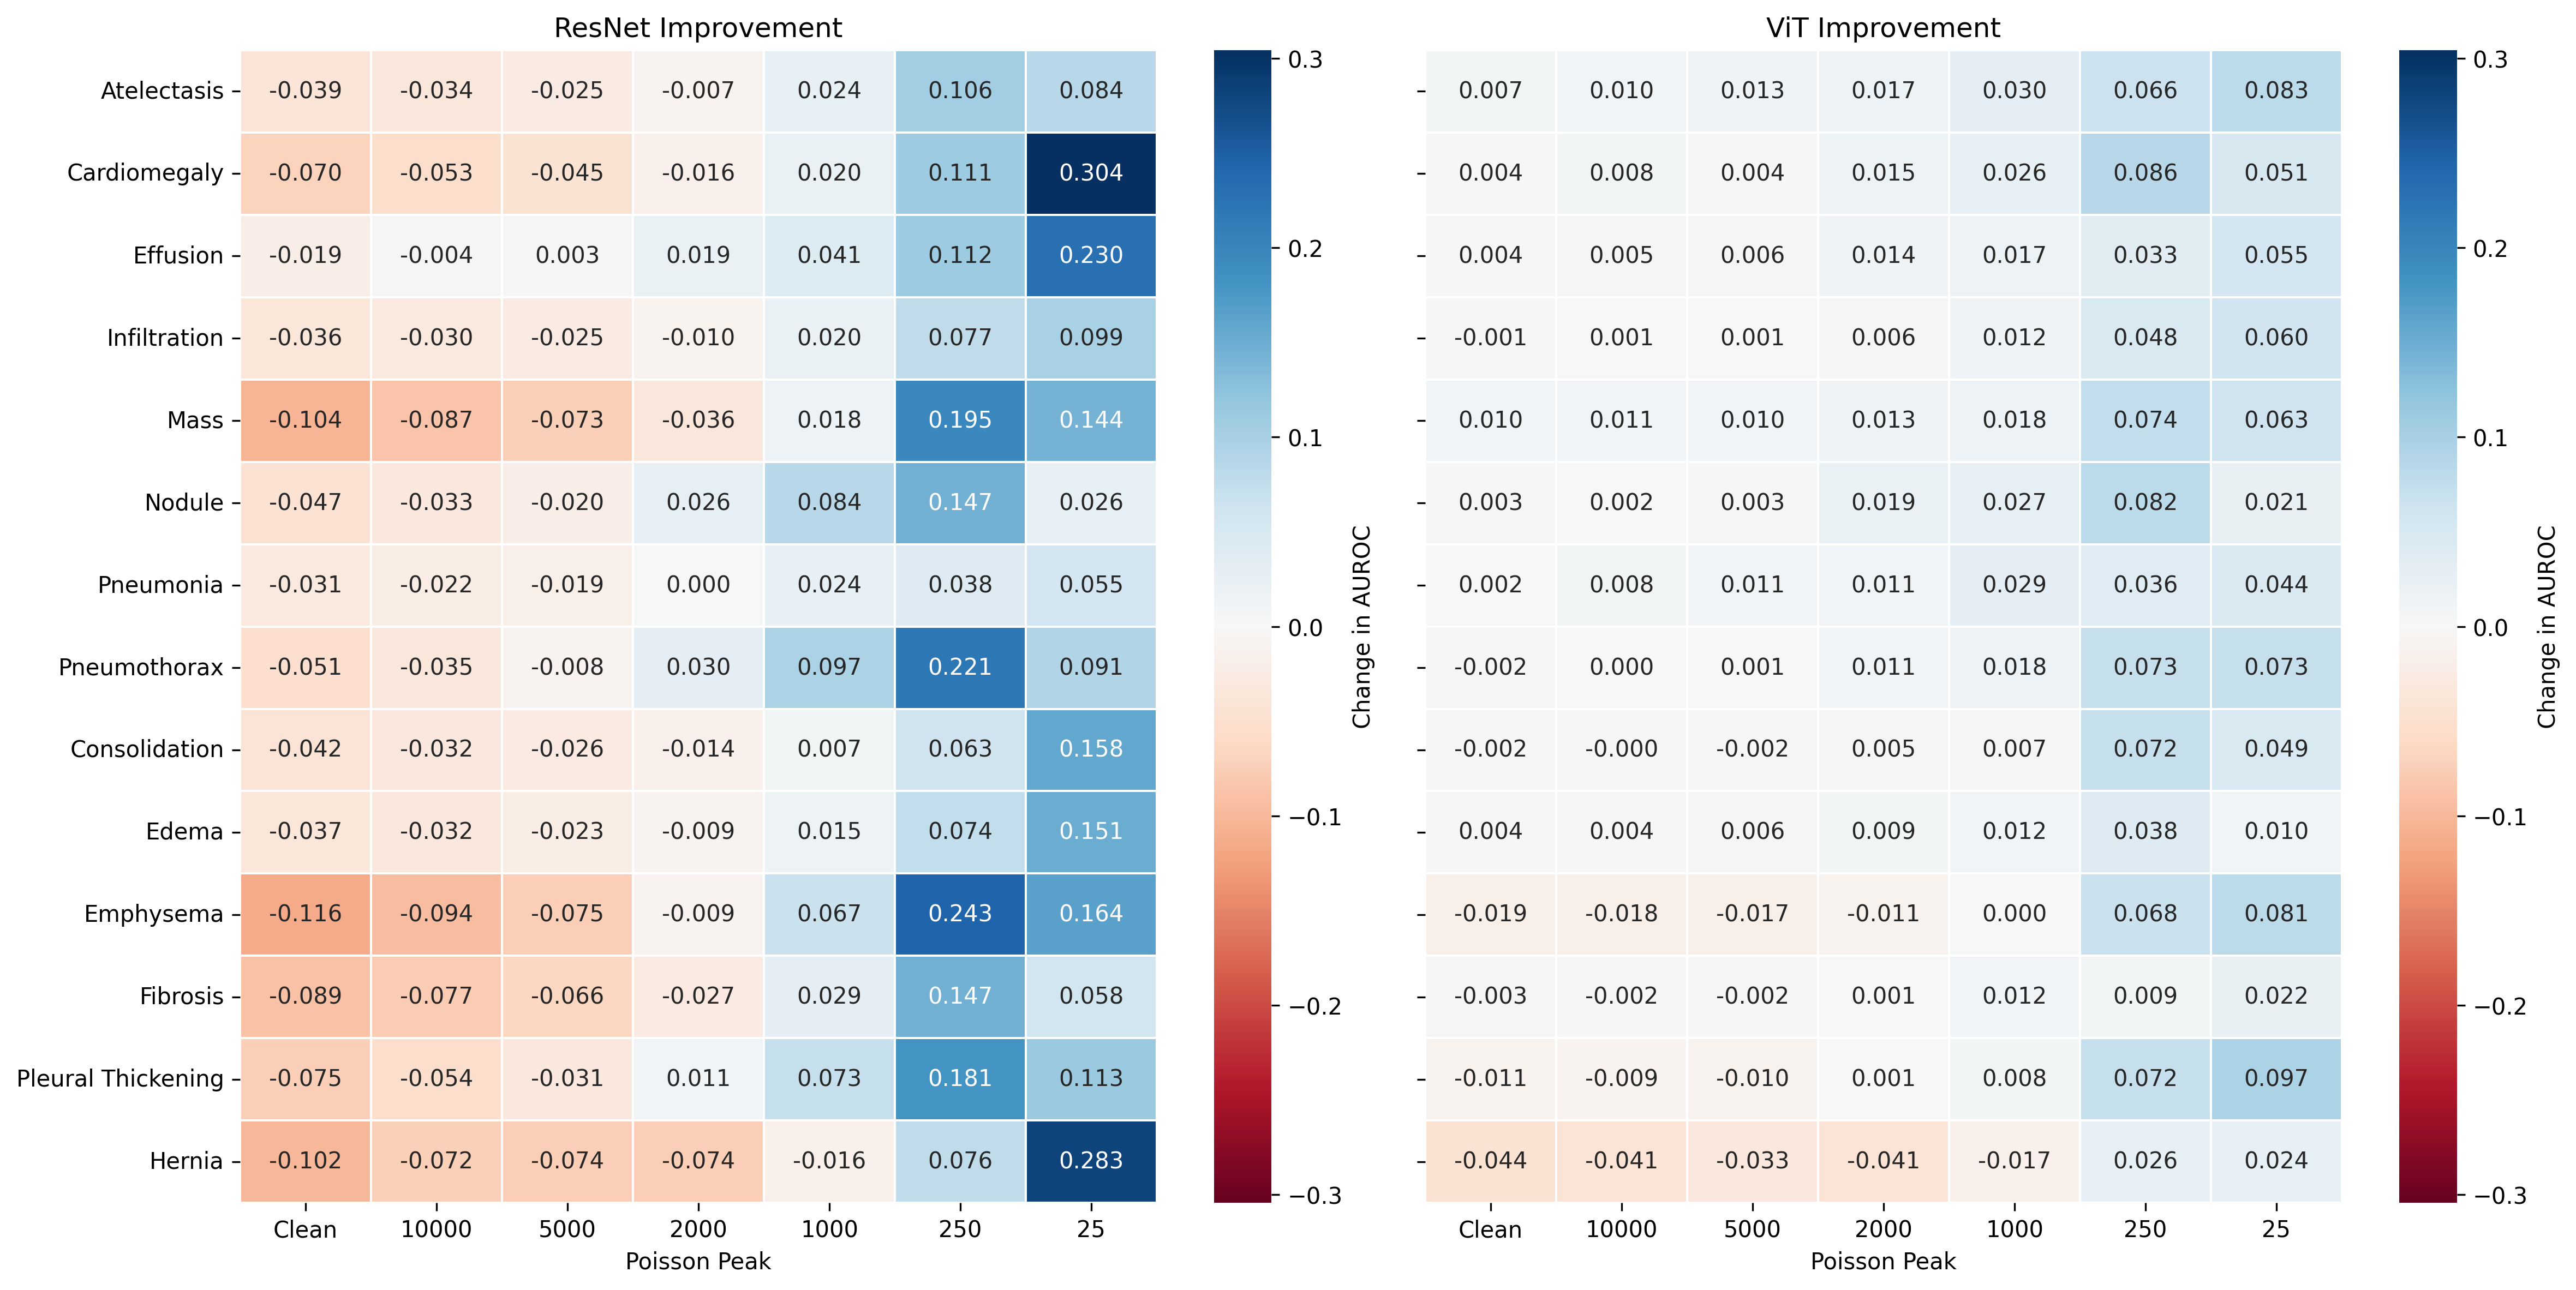 ResNet Improvement
Atelectasis -0.039 -0.034 -0.025 -0.007 0.024 0.106 0.084
Cardiomegaly -0.070 -0.053 -0.045 -0.016 0.020 0.111 0.304
Effusion -0.019 -0.004 0.003 0.019 0.041 0.112 0.230
Infiltration -0.036 -0.030 -0.025 -0.010 0.020 0.077 0.099
Mass -0.104 -0.087 -0.073 -0.036 0.018 0.195 0.144
Nodule -0.047 -0.033 -0.020 0.026 0.084 0.147 0.026
Pneumonia -0.031 -0.022 -0.019 0.000 0.024 0.038 0.055
Pneumothorax -0.051 -0.035 -0.008 0.030 0.097 0.221 0.091
Consolidation -0.042 -0.032 -0.026 -0.014 0.007 0.063 0.158
Edema -0.037 -0.032 -0.023 -0.009 0.015 0.074 0.151
Emphysema -0.116 -0.094 -0.075 -0.009 0.067 0.243 0.164
Fibrosis -0.089 -0.077 -0.066 -0.027 0.029 0.147 0.058
Pleural Thickening -0.075 -0.054 -0.031 0.011 0.073 0.181 0.113
Hernia -0.102 -0.072 -0.074 -0.074 -0.016 0.076 0.283
Clean 10000 5000 2000 1000 250 25
Poisson Peak
0.3
0.2
0.1
0.0
−0.1
−0.2
−0.3
Change in AUROC
ViT Improvement
0.007 0.010 0.013 0.017 0.030 0.066 0.083
0.004 0.008 0.004 0.015 0.026 0.086 0.051
0.004 0.005 0.006 0.014 0.017 0.033 0.055
-0.001 0.001 0.001 0.006 0.012 0.048 0.060
0.010 0.011 0.010 0.013 0.018 0.074 0.063
0.003 0.002 0.003 0.019 0.027 0.082 0.021
0.002 0.008 0.011 0.011 0.029 0.036 0.044
-0.002 0.000 0.001 0.011 0.018 0.073 0.073
-0.002 -0.000 -0.002 0.005 0.007 0.072 0.049
0.004 0.004 0.006 0.009 0.012 0.038 0.010
-0.019 -0.018 -0.017 -0.011 0.000 0.068 0.081
-0.003 -0.002 -0.002 0.001 0.012 0.009 0.022
-0.011 -0.009 -0.010 0.001 0.008 0.072 0.097
-0.044 -0.041 -0.033 -0.041 -0.017 0.026 0.024
Clean 10000 5000 2000 1000 250 25
Poisson Peak
0.3
0.2
0.1
0.0
−0.1
−0.2
−0.3
Change in AUROC